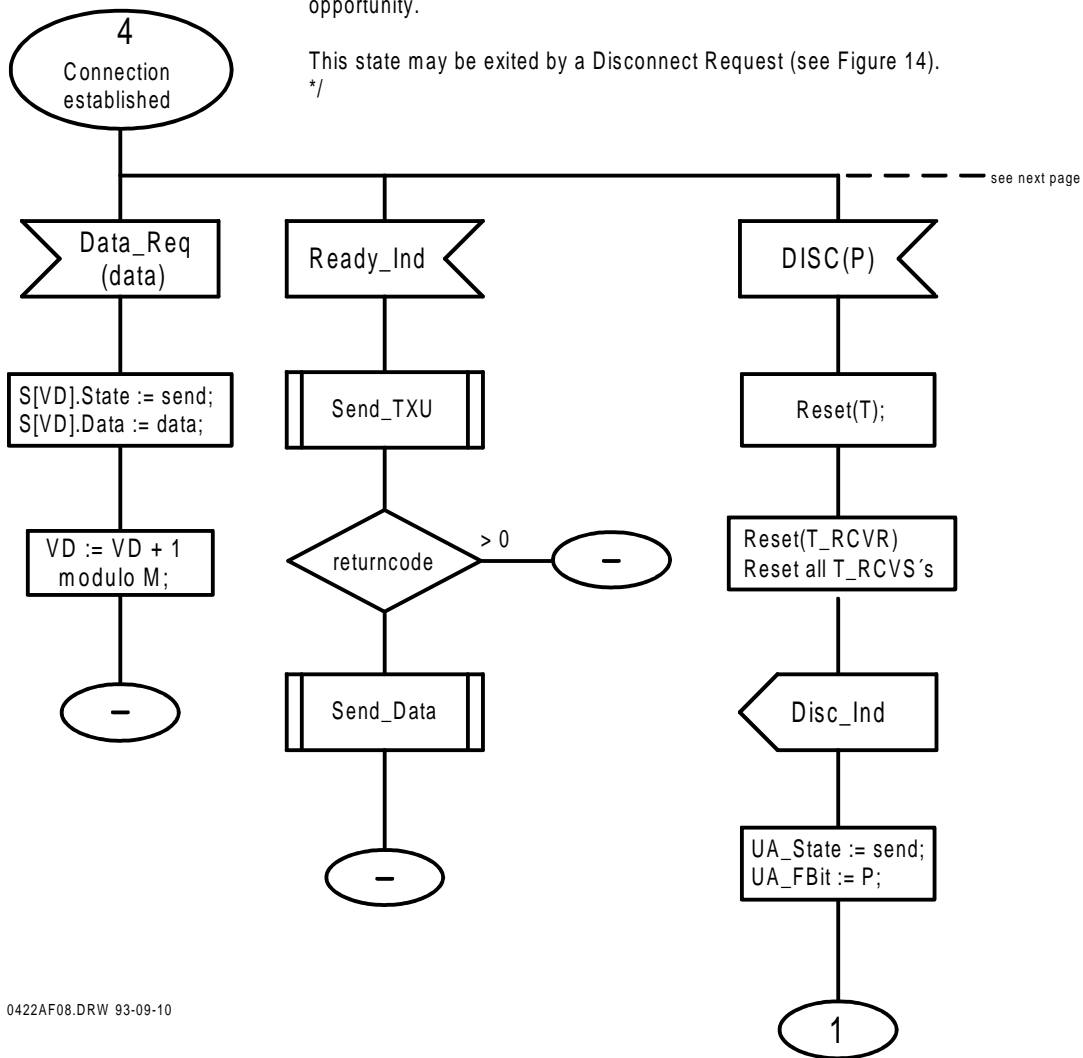 opportunity.
This state may be exited by a Disconnect Request (see Figure 14).
*/
4
Connection
established
see next page
Data_Req
(data)
S[VD].State := send;
S[VD].Data := data;
VD := VD + 1
modulo M;
–
Ready_Ind
Send_TXU
returncode
> 0
–
Send_Data
–
DISC(P)
Reset(T);
Reset(T_RCVR)
Reset all T_RCVS´s
Disc_Ind
UA_State := send;
UA_FBit := P;
1
0422AF08.DRW 93-09-10